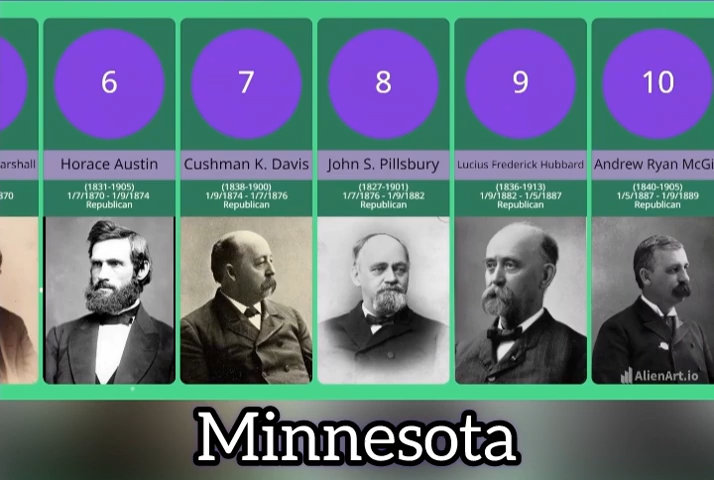 6
7
8
9
10
arshall
Horace Austin
Cushman K. Davis
John S. Pillsbury
Lucius Frederick Hubbard
Andrew Ryan McGi
370
(1831-1905)
1/7/1870 - 1/9/1874
Republican
(1838-1900)
1/9/1874 - 1/7/1876
Republican
(1827-1901)
1/7/1876 - 1/9/1882
Republican
(1836-1913)
1/9/1882 - 1/5/1887
Republican
(1840-1905)
1/5/1887 - 1/9/1889
Republican
AlienArt.io
Minnesota